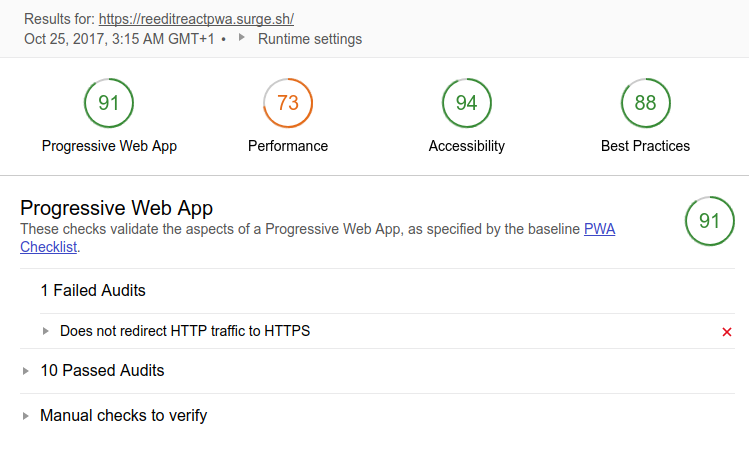 Results for: https://reeditreactpwa.surge.sh/
Oct 25, 2017, 3:15 AM GMT+1 • Runtime settings
91 73 94 88
Progressive Web App Performance Accessibility Best Practices
Progressive Web App
These checks validate the aspects of a Progressive Web App, as specified by the baseline PWA
Checklist.
91
1 Failed Audits
Does not redirect HTTP traffic to HTTPS
10 Passed Audits
Manual checks to verify